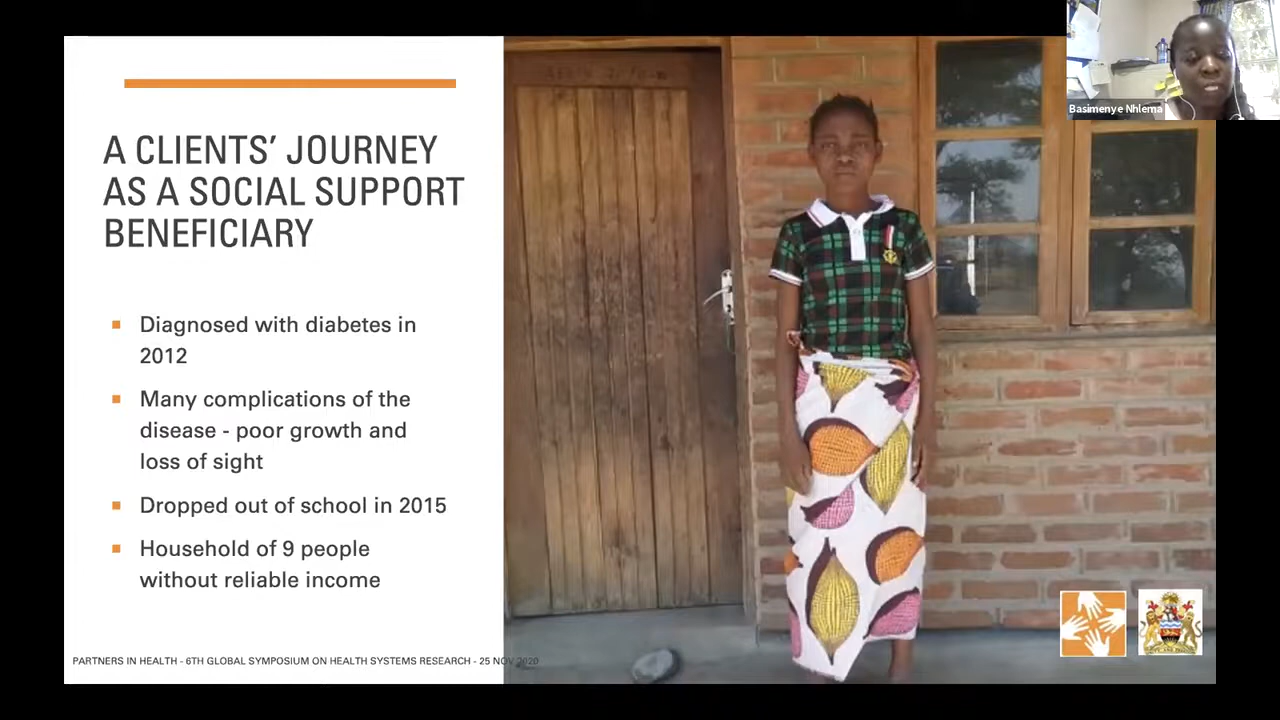 Basimenye Nhlema
A CLIENTS’ JOURNEY
AS A SOCIAL SUPPORT
BENEFICIARY
Diagnosed with diabetes in
2012
Many complications of the
disease - poor growth and
loss of sight
Dropped out of school in 2015
Household of 9 people
without reliable income
PARTNERS IN HEALTH - 6TH GLOBAL SYMPOSIUM ON HEALTH SYSTEMS RESEARCH - 25 NOV 2020